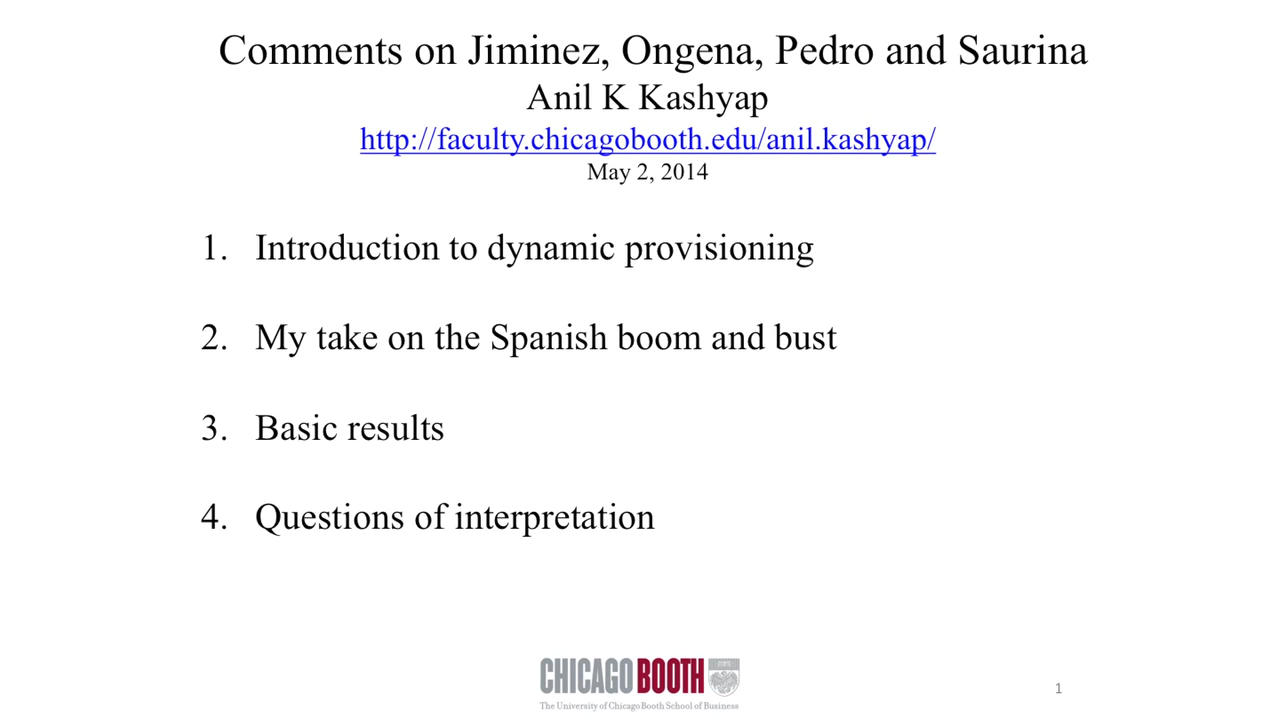 Comments on Jiminez, Ongena, Pedro and Saurina
Anil K Kashyap
http://faculty.chicagobooth.edu/anil.kashyap/
May 2, 2014
1. Introduction to dynamic provisioning
2. My take on the Spanish boom and bust
3. Basic results
4. Questions of interpretation
CHICAGO BOOTH
The University of Chicago Booth School of Business
1